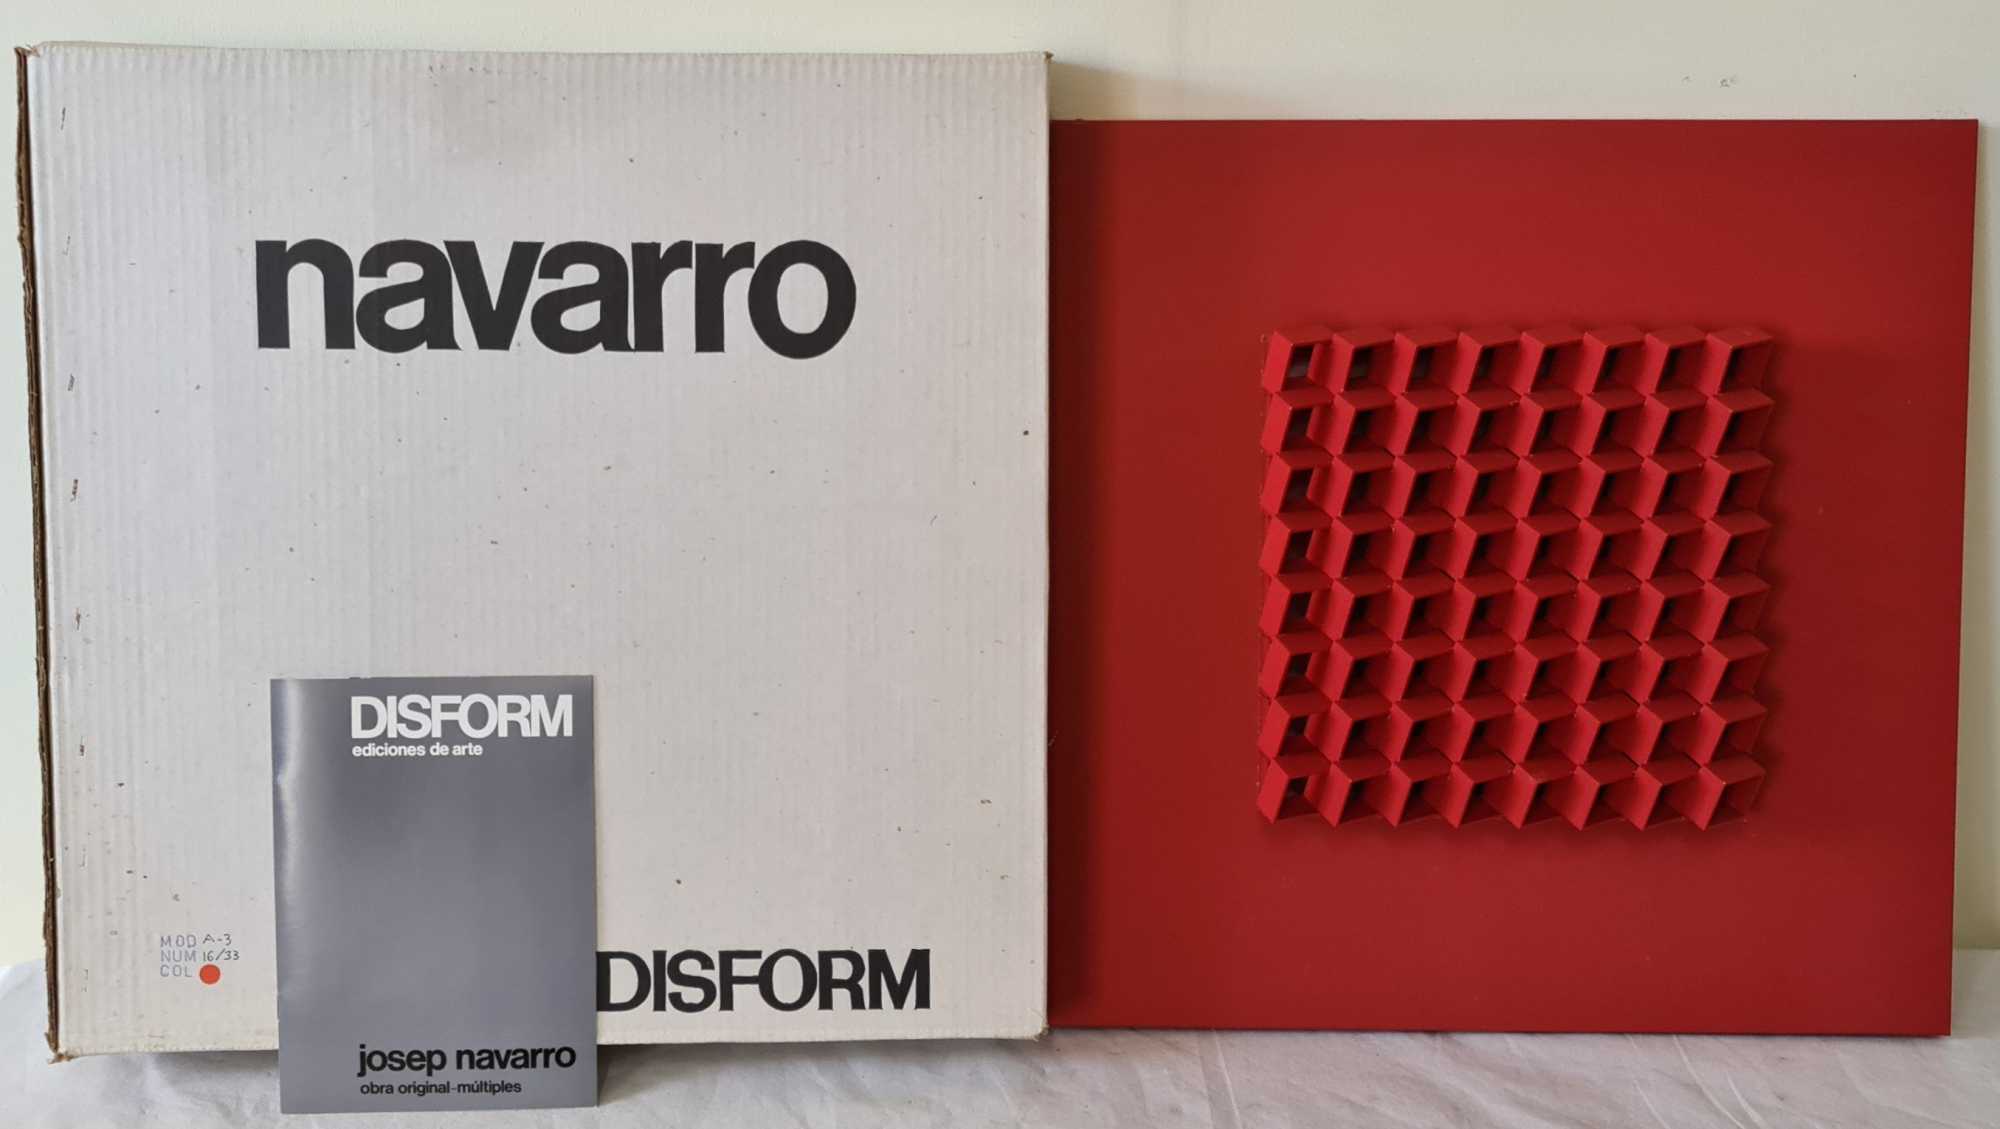 navarro
DISFORM
ediciones de arte
MOD A-3
NUM 16/33
COL
DISFORM
josep navarro
obra original-múltiples